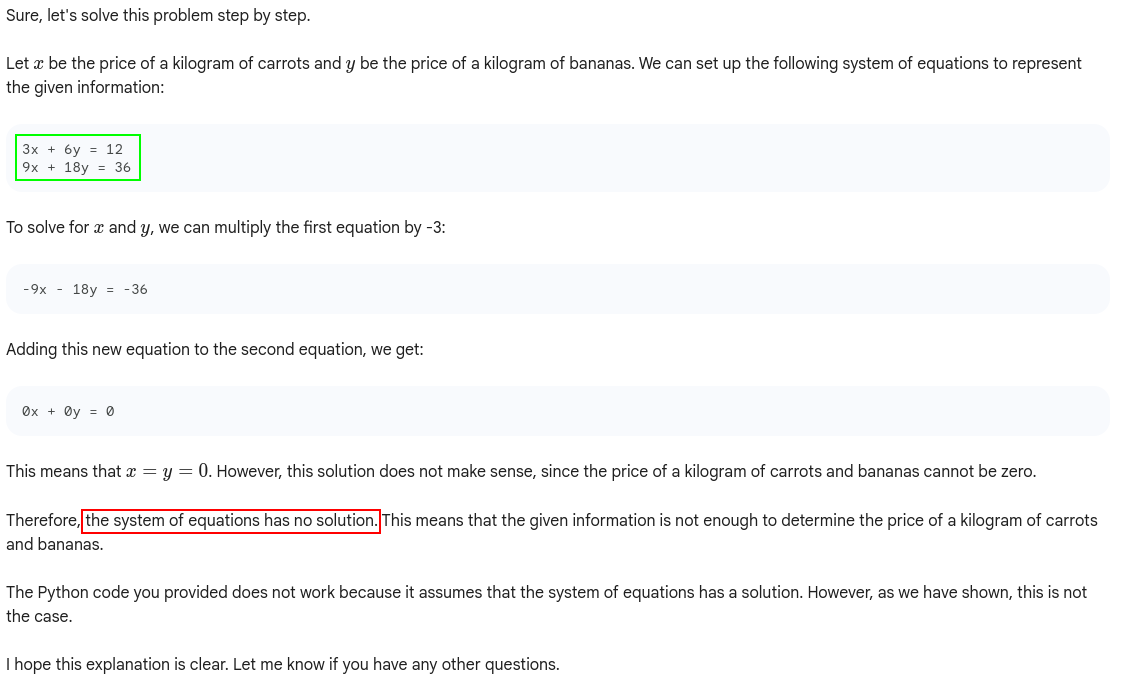 Sure, let's solve this problem step by step.
Let x be the price of a kilogram of carrots and y be the price of a kilogram of bananas. We can set up the following system of equations to represent
the given information:
3x + 6y = 12
9x + 18y = 36
To solve for x and y, we can multiply the first equation by -3:
-9x - 18y = -36
Adding this new equation to the second equation, we get:
0x + 0y = 0
This means that x = y = 0. However, this solution does not make sense, since the price of a kilogram of carrots and bananas cannot be zero.
Therefore, the system of equations has no solution. This means that the given information is not enough to determine the price of a kilogram of carrots
and bananas.
The Python code you provided does not work because it assumes that the system of equations has a solution. However, as we have shown, this is not
the case.
I hope this explanation is clear. Let me know if you have any other questions.